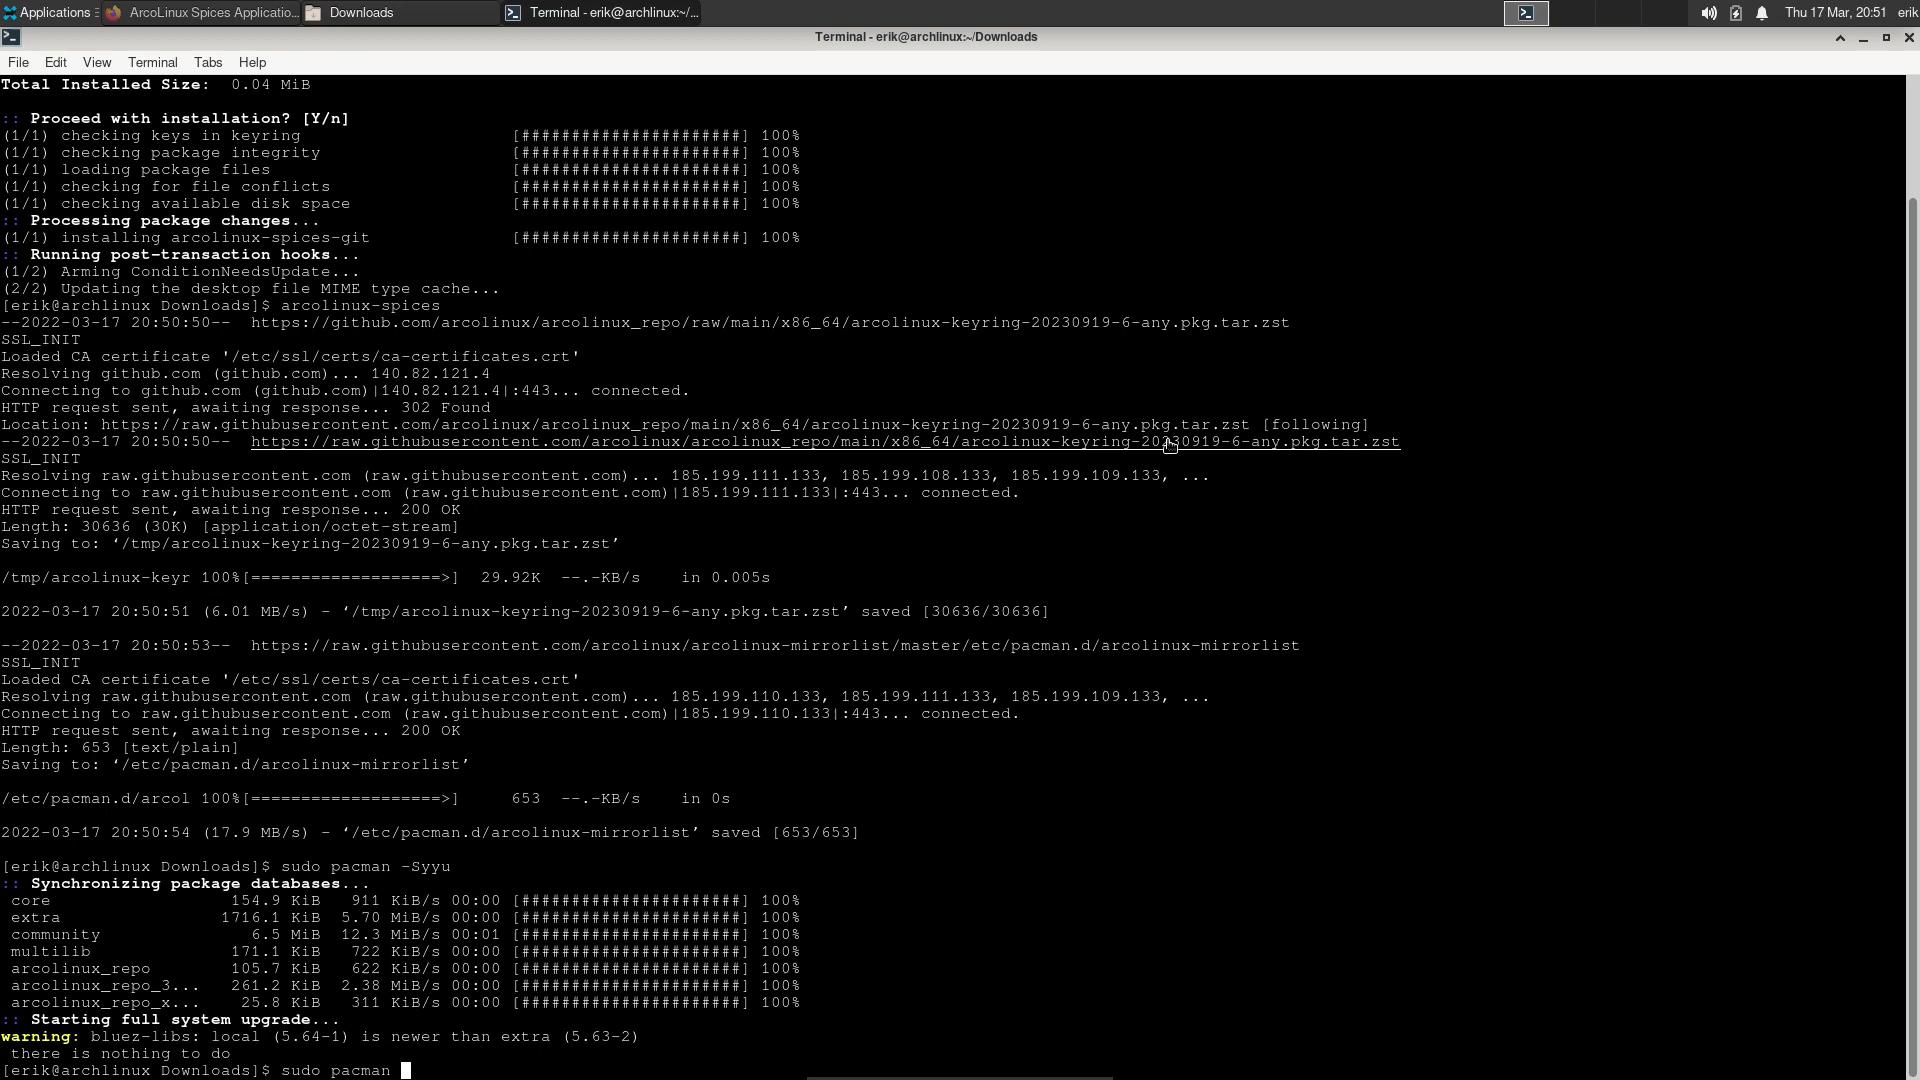 Applications
ArcoLinux Spices Applicatio...
Downloads
Terminal - erik@archlinux:~/...
Thu 17 Mar, 20:51
erik
Terminal - erik@archlinux:~/Downloads
File Edit View Terminal Tabs Help
Total Installed Size:  0.04 MiB
:: Proceed with installation? [Y/n]
(1/1) checking keys in keyring                     [######################] 100%
(1/1) checking package integrity                   [######################] 100%
(1/1) loading package files                        [######################] 100%
(1/1) checking for file conflicts                  [######################] 100%
(1/1) checking available disk space                [######################] 100%
:: Processing package changes...
(1/1) installing arcolinux-spices-git              [######################] 100%
:: Running post-transaction hooks...
(1/2) Arming ConditionNeedsUpdate...
(2/2) Updating the desktop file MIME type cache...
[erik@archlinux Downloads]$ arcolinux-spices
--2022-03-17 20:50:50--  https://github.com/arcolinux/arcolinux_repo/raw/main/x86_64/arcolinux-keyring-20230919-6-any.pkg.tar.zst
SSL_INIT
Loaded CA certificate '/etc/ssl/certs/ca-certificates.crt'
Resolving github.com (github.com)... 140.82.121.4
Connecting to github.com (github.com)|140.82.121.4|:443... connected.
HTTP request sent, awaiting response... 302 Found
Location: https://raw.githubusercontent.com/arcolinux/arcolinux_repo/main/x86_64/arcolinux-keyring-20230919-6-any.pkg.tar.zst [following]
--2022-03-17 20:50:50--  https://raw.githubusercontent.com/arcolinux/arcolinux_repo/main/x86_64/arcolinux-keyring-20230919-6-any.pkg.tar.zst
SSL_INIT
Resolving raw.githubusercontent.com (raw.githubusercontent.com)... 185.199.111.133, 185.199.108.133, 185.199.109.133, ...
Connecting to raw.githubusercontent.com (raw.githubusercontent.com)|185.199.111.133|:443... connected.
HTTP request sent, awaiting response... 200 OK
Length: 30636 (30K) [application/octet-stream]
Saving to: ‘/tmp/arcolinux-keyring-20230919-6-any.pkg.tar.zst’
/tmp/arcolinux-keyr 100%[===================>]  29.92K  --.-KB/s    in 0.005s
2022-03-17 20:50:51 (6.01 MB/s) - ‘/tmp/arcolinux-keyring-20230919-6-any.pkg.tar.zst’ saved [30636/30636]
--2022-03-17 20:50:53--  https://raw.githubusercontent.com/arcolinux/arcolinux-mirrorlist/master/etc/pacman.d/arcolinux-mirrorlist
SSL_INIT
Loaded CA certificate '/etc/ssl/certs/ca-certificates.crt'
Resolving raw.githubusercontent.com (raw.githubusercontent.com)... 185.199.110.133, 185.199.111.133, 185.199.109.133, ...
Connecting to raw.githubusercontent.com (raw.githubusercontent.com)|185.199.110.133|:443... connected.
HTTP request sent, awaiting response... 200 OK
Length: 653 [text/plain]
Saving to: ‘/etc/pacman.d/arcolinux-mirrorlist’
/etc/pacman.d/arcol 100%[===================>]     653  --.-KB/s    in 0s
2022-03-17 20:50:54 (17.9 MB/s) - ‘/etc/pacman.d/arcolinux-mirrorlist’ saved [653/653]
[erik@archlinux Downloads]$ sudo pacman -Syyu
:: Synchronizing package databases...
 core                  154.9 KiB   911 KiB/s 00:00 [######################] 100%
 extra                1716.1 KiB  5.70 MiB/s 00:00 [######################] 100%
 community               6.5 MiB  12.3 MiB/s 00:01 [######################] 100%
 multilib              171.1 KiB   722 KiB/s 00:00 [######################] 100%
 arcolinux_repo        105.7 KiB   622 KiB/s 00:00 [######################] 100%
 arcolinux_repo_3...   261.2 KiB  2.38 MiB/s 00:00 [######################] 100%
 arcolinux_repo_x...    25.8 KiB   311 KiB/s 00:00 [######################] 100%
:: Starting full system upgrade...
warning: bluez-libs: local (5.64-1) is newer than extra (5.63-2)
 there is nothing to do
[erik@archlinux Downloads]$ sudo pacman